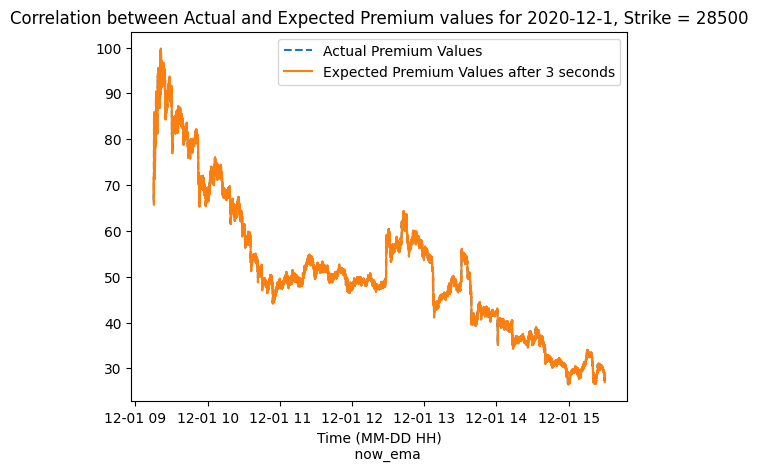 Correlation between Actual and Expected Premium values for 2020-12-1, Strike = 28500
Actual Premium Values
Expected Premium Values after 3 seconds
100
90
80
70
60
50
40
30
12-01 09 12-01 10 12-01 11 12-01 12 12-01 13 12-01 14 12-01 15
Time (MM-DD HH)
now_ema